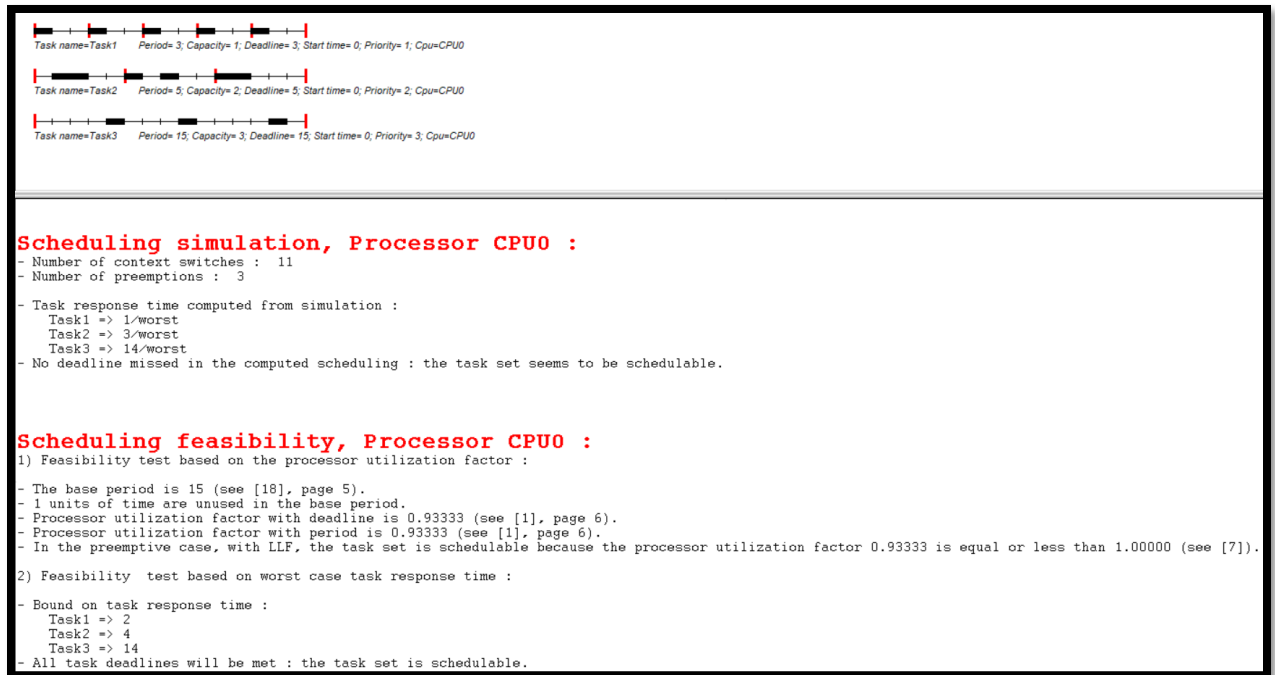 Task name=Task1 Period= 3; Capacity= 1; Deadline= 3; Start time= 0; Priority= 1; Cpu=CPU0
Task name=Task2 Period= 5; Capacity= 2; Deadline= 5; Start time= 0; Priority= 2; Cpu=CPU0
Task name=Task3 Period= 15; Capacity= 3; Deadline= 15; Start time= 0; Priority= 3; Cpu=CPU0
Scheduling simulation, Processor CPU0 :
- Number of context switches : 11
- Number of preemptions : 3
- Task response time computed from simulation :
Task1 => 1/worst
Task2 => 3/worst
Task3 => 14/worst
- No deadline missed in the computed scheduling : the task set seems to be schedulable.
Scheduling feasibility, Processor CPU0 :
1) Feasibility test based on the processor utilization factor :
- The base period is 15 (see [18], page 5).
- 1 units of time are unused in the base period.
- Processor utilization factor with deadline is 0.93333 (see [1], page 6).
- Processor utilization factor with period is 0.93333 (see [1], page 6).
- In the preemptive case, with LLF, the task set is schedulable because the processor utilization factor 0.93333 is equal or less than 1.00000 (see [7]).
2) Feasibility test based on worst case task response time :
- Bound on task response time :
Task1 => 2
Task2 => 4
Task3 => 14
- All task deadlines will be met : the task set is schedulable.